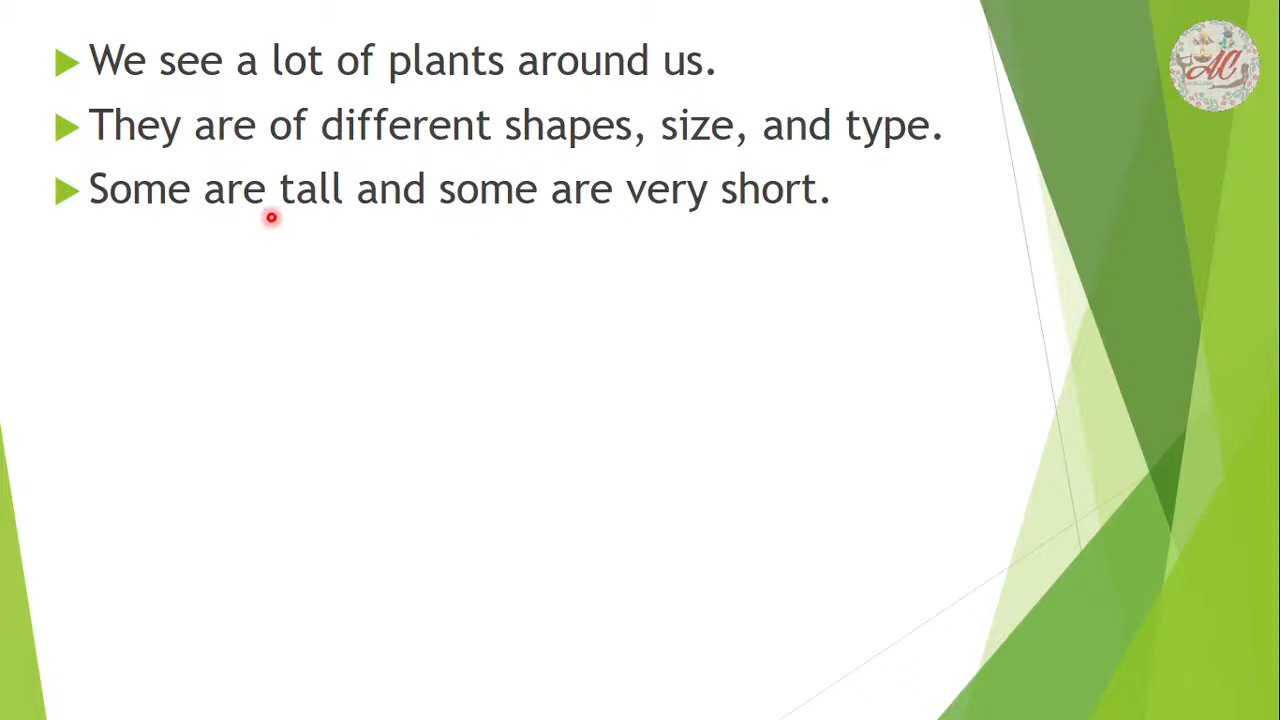 We see a lot of plants around us.
They are of different shapes, size, and type.
Some are tall and some are very short.
AC